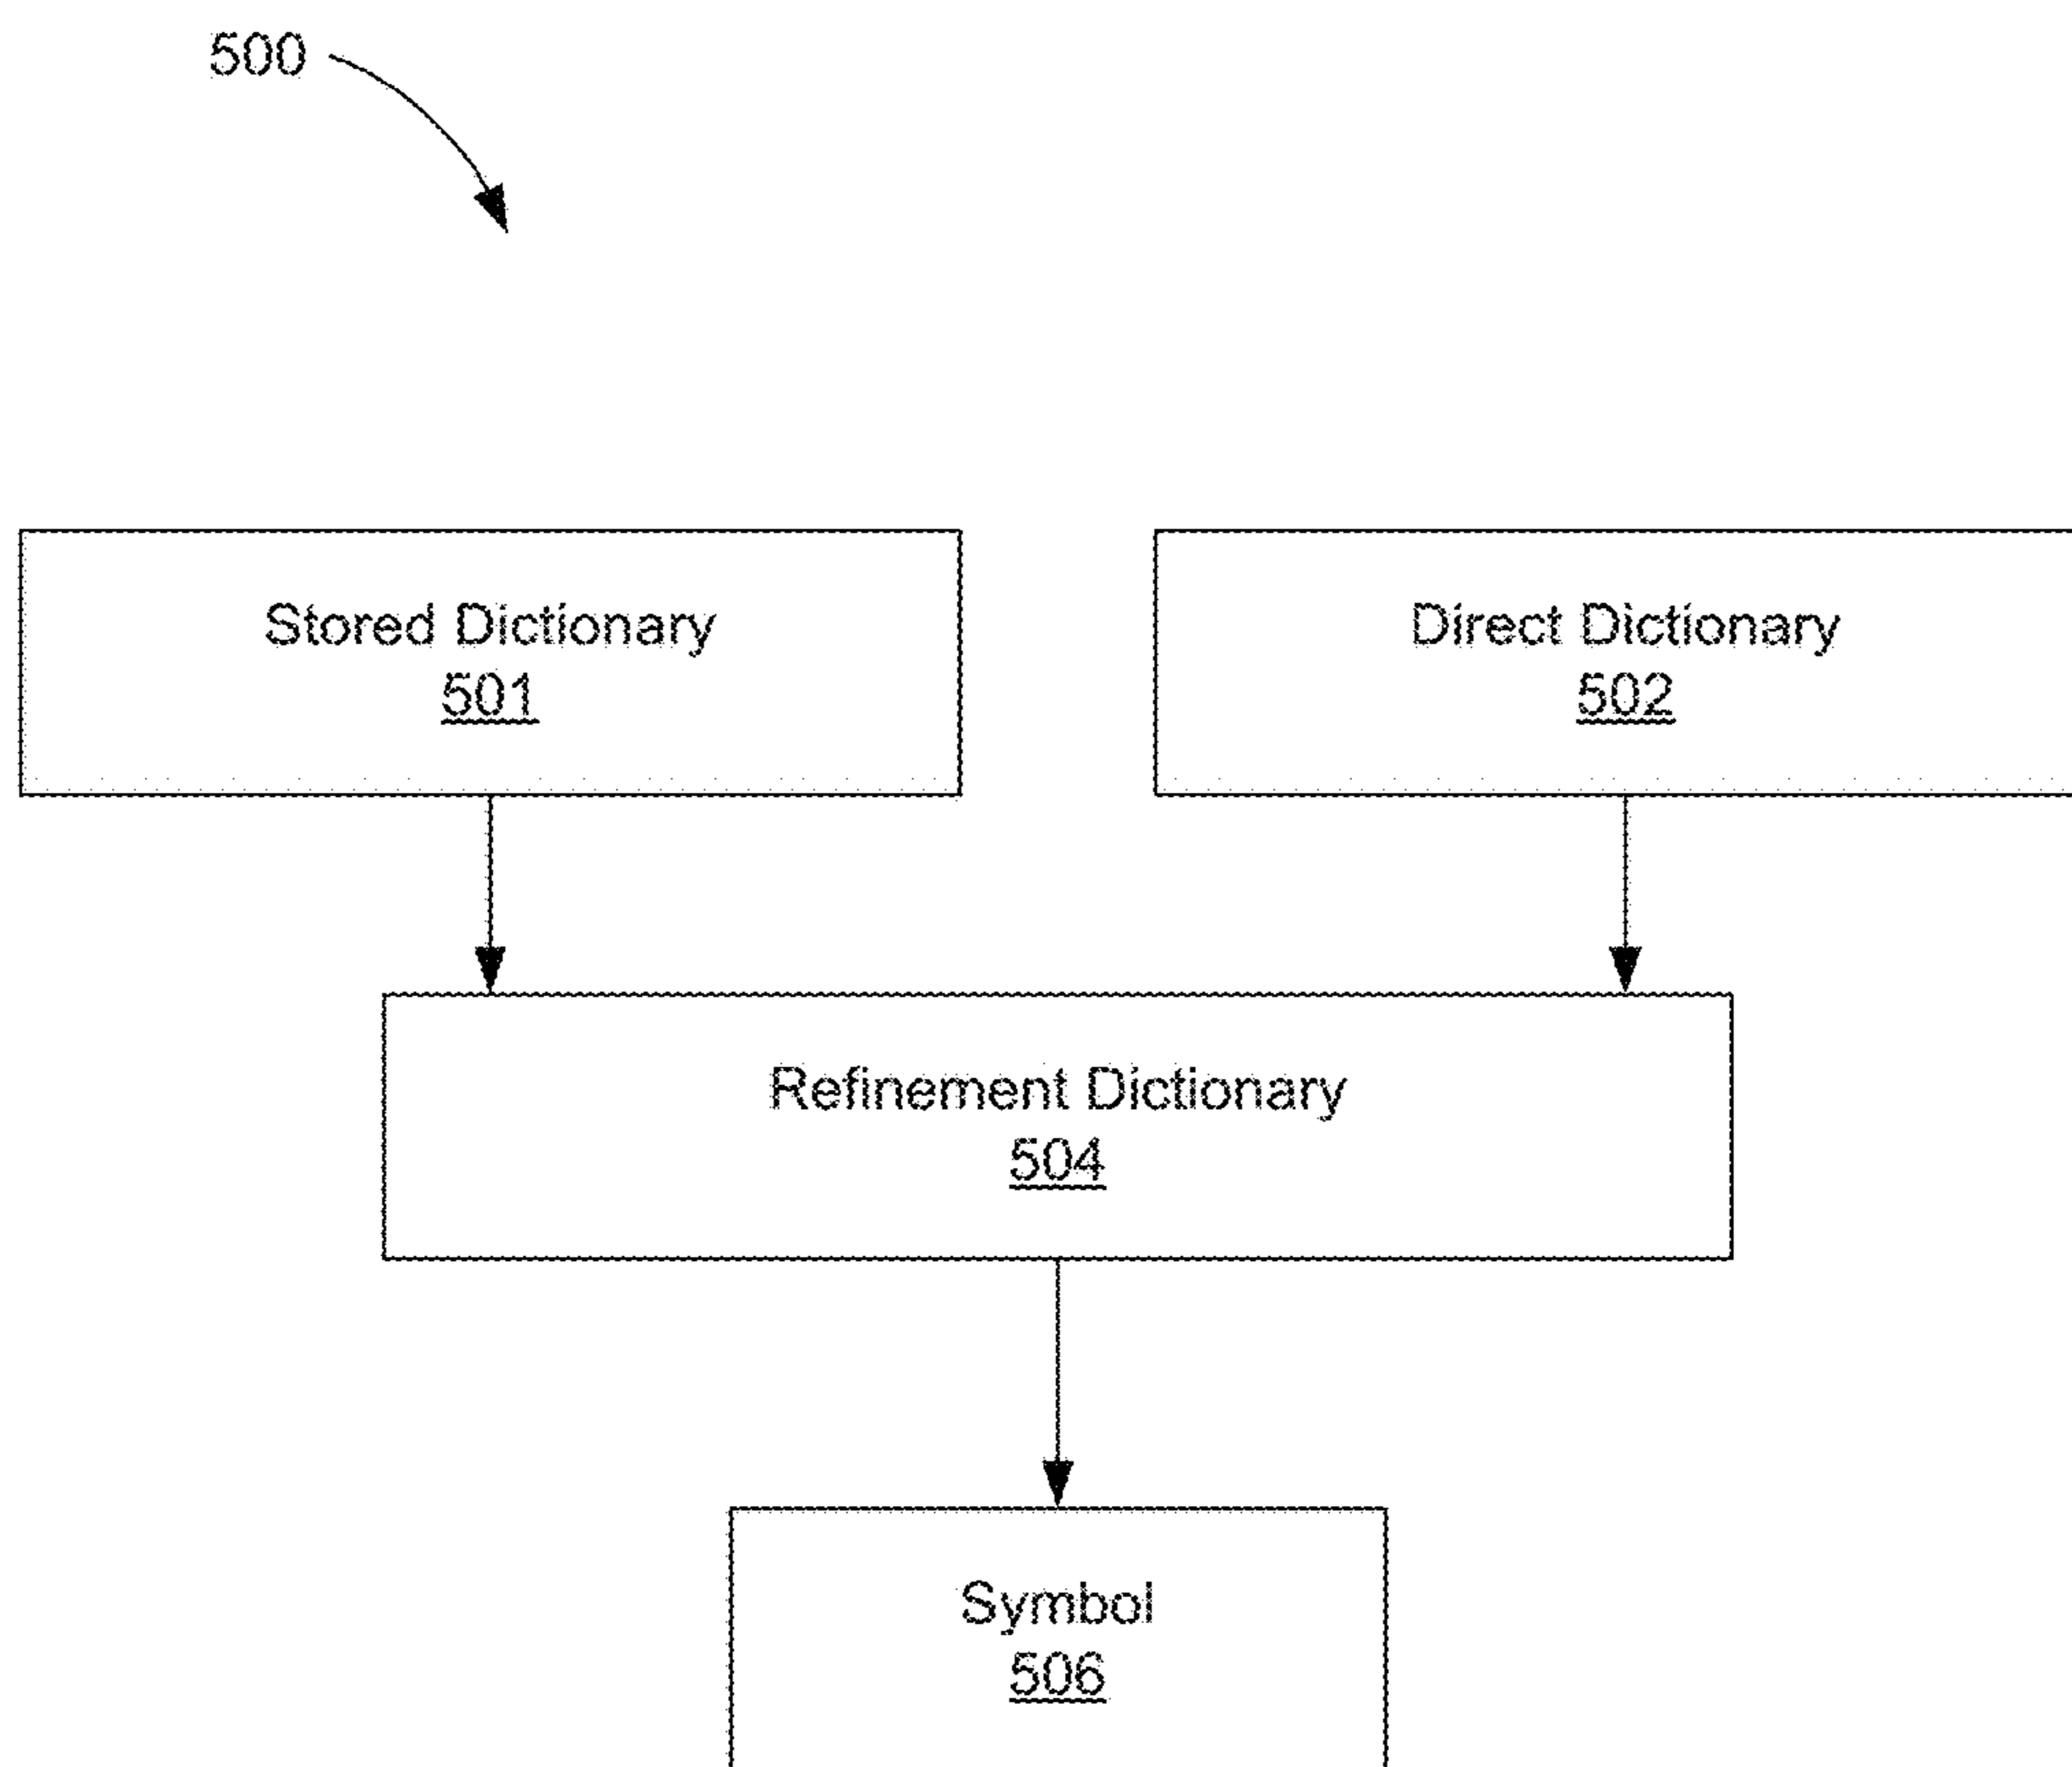 500
Stored Dictionary
501
Direct Dictionary
502
Refinement Dictionary
504
Symbol
506